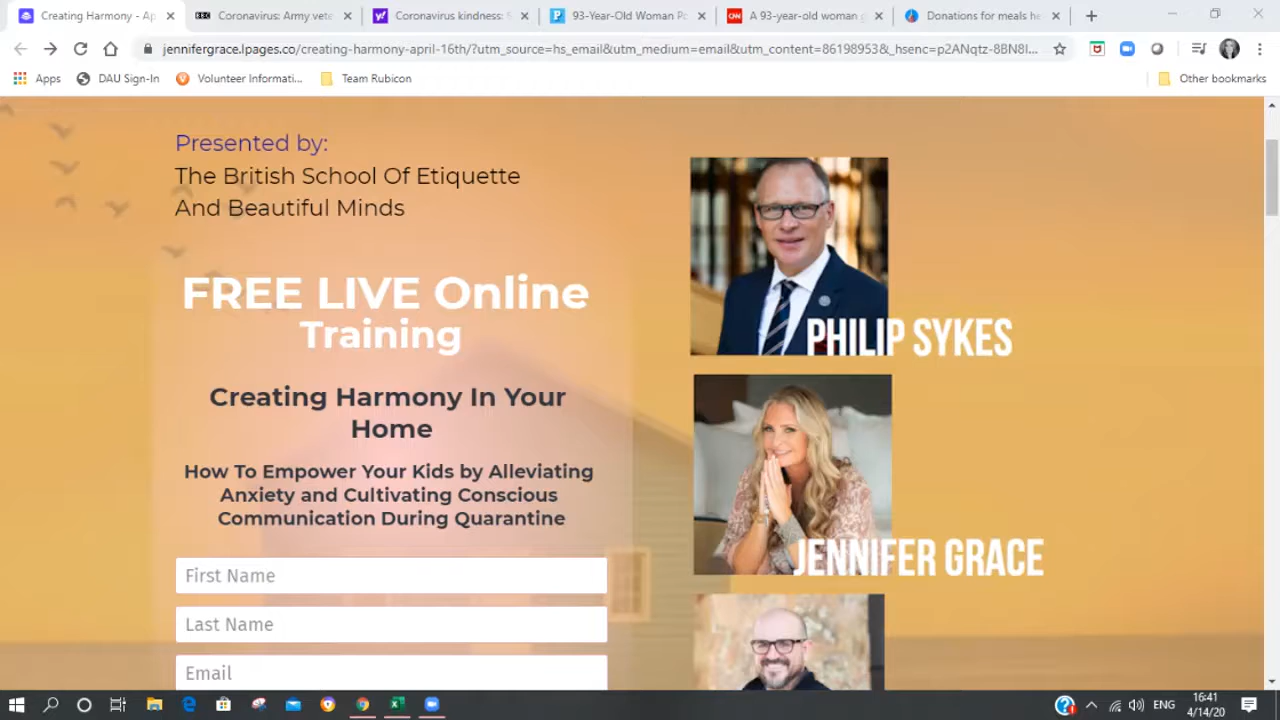 Creating Harmony - Ap
Coronavirus: Army vete
Coronavirus kindness: S
93-Year-Old Woman Po
A 93-year-old woman g
Donations for meals he
jennifergrace.lpages.co/creating-harmony-april-16th/?utm_source=hs_email&utm_medium=email&utm_content=86198953&_hsenc=p2ANqtz-8BN8I...
Apps
DAU Sign-In
Volunteer Informati...
Team Rubicon
Other bookmarks
Presented by:
The British School Of Etiquette
And Beautiful Minds
FREE LIVE Online
Training
Creating Harmony In Your
Home
How To Empower Your Kids by Alleviating
Anxiety and Cultivating Conscious
Communication During Quarantine
First Name
Last Name
Email
PHILIP SYKES
JENNIFER GRACE
ENG
16:41
4/14/20